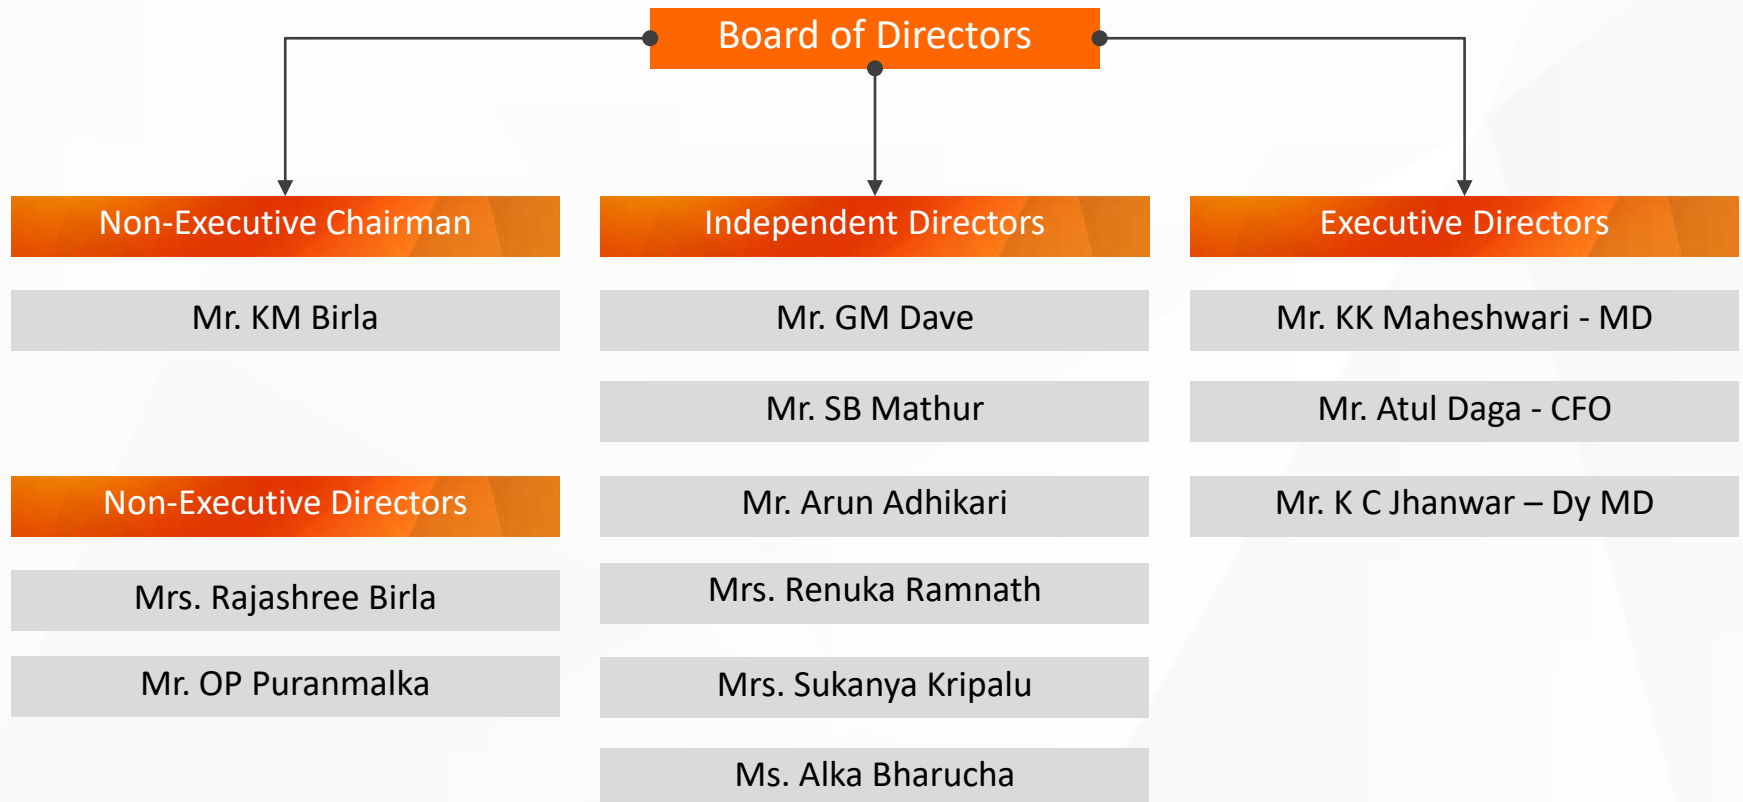 Board of Directors
Non-Executive Chairman
Mr. KM Birla
Non-Executive Directors
Mrs. Rajashree Birla
Mr. OP Puranmalka
Independent Directors
Mr. GM Dave
Mr. SB Mathur
Mr. Arun Adhikari
Mrs. Renuka Ramnath
Mrs. Sukanya Kripalu
Ms. Alka Bharucha
Executive Directors
Mr. KK Maheshwari - MD
Mr. Atul Daga - CFO
Mr. K C Jhanwar – Dy MD